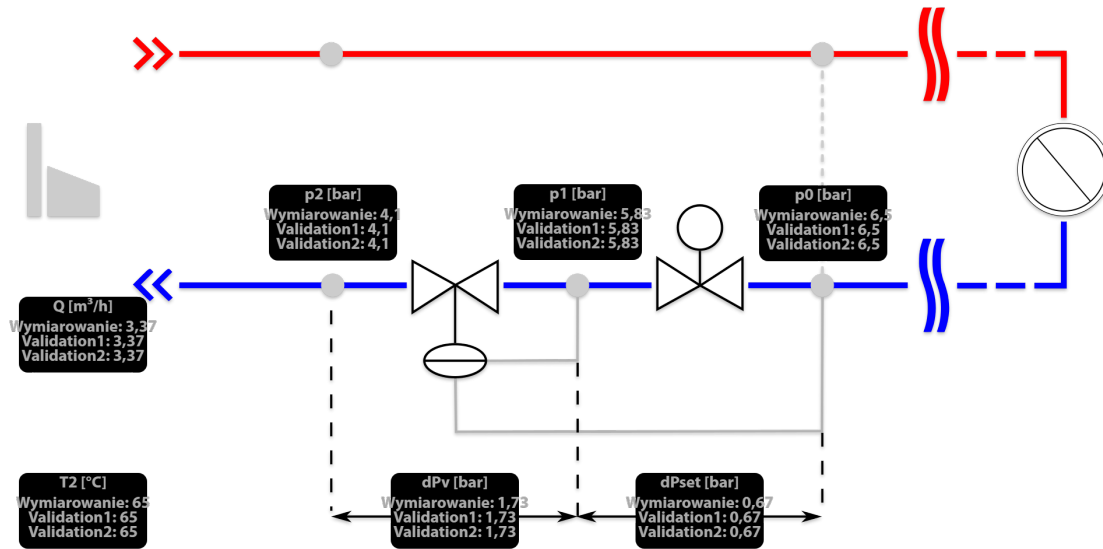 p2 [bar]
Wymiarowanie: 4,1
Validation1: 4,1
Validation2: 4,1
p1 [bar]
Wymiarowanie: 5,83
Validation1: 5,83
Validation2: 5,83
p0 [bar]
Wymiarowanie: 6,5
Validation1: 6,5
Validation2: 6,5
Q [m³/h]
Wymiarowanie: 3,37
Validation1: 3,37
Validation2: 3,37
T2 [°C]
Wymiarowanie: 65
Validation1: 65
Validation2: 65
dPv [bar]
Wymiarowanie: 1,73
Validation1: 1,73
Validation2: 1,73
dPset [bar]
Wymiarowanie: 0,67
Validation1: 0,67
Validation2: 0,67